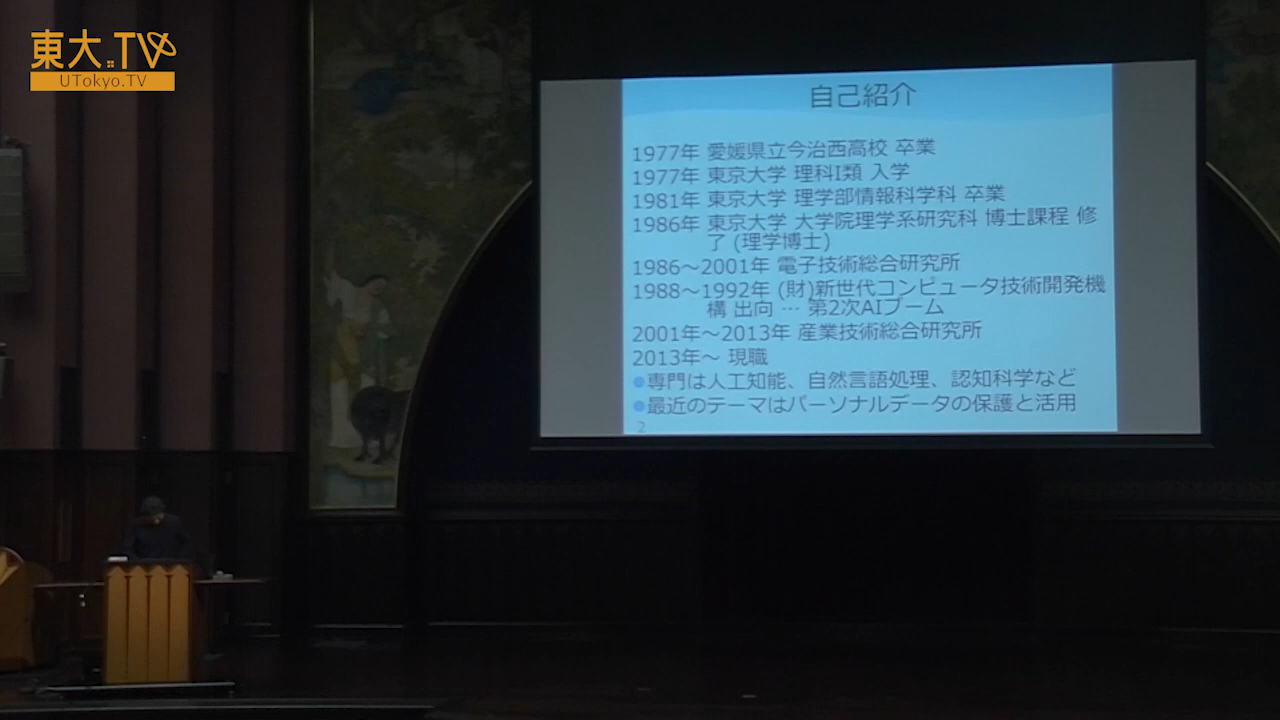 東大TV
UTokyo.TV
自己紹介
1977年 愛媛県立今治西高校 卒業
1977年 東京大学 理科I類 入学
1981年 東京大学 理学部情報科学科 卒業
1986年 東京大学 大学院理学系研究科 博士課程 修
了 (理学博士)
1986～2001年 電子技術総合研究所
1988～1992年 (財)新世代コンピュータ技術開発機
構 出向 … 第2次AIブーム
2001年～2013年 産業技術総合研究所
2013年～ 現職
●専門は人工知能、自然言語処理、認知科学など
●最近のテーマはパーソナルデータの保護と活用
2